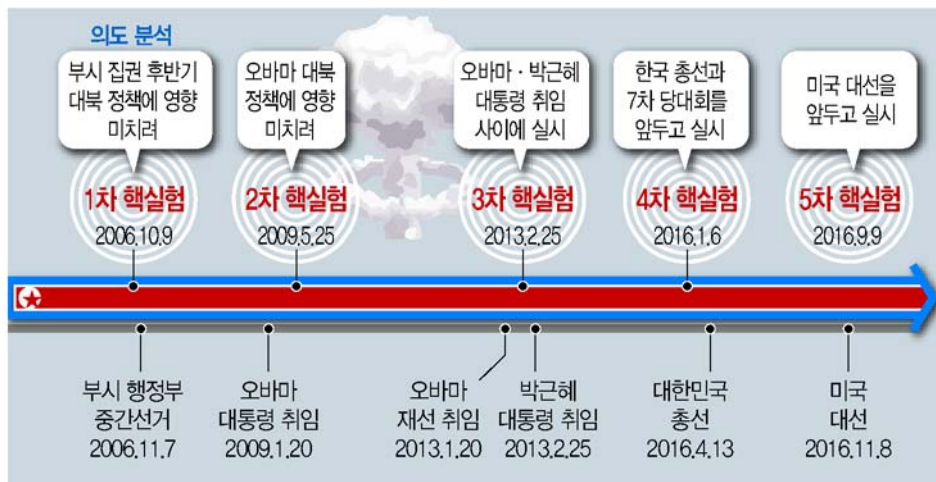 의도 분석
부시 집권 후반기
대북 정책에 영향
미치려
오바마 대북
정책에 영향
미치려
오바마·박근혜
대통령 취임
사이에 실시
한국 총선과
7차 당대회를
앞두고 실시
미국 대선을
앞두고 실시
1차 핵실험
2006.10.9
2차 핵실험
2009.5.25
3차 핵실험
2013.2.25
4차 핵실험
2016.1.6
5차 핵실험
2016.9.9
부시 행정부
중간선거
2006.11.7
오바마
대통령 취임
2009.1.20
오바마
재선 취임
2013.1.20
박근혜
대통령 취임
2013.2.25
대한민국
총선
2016.4.13
미국
대선
2016.11.8